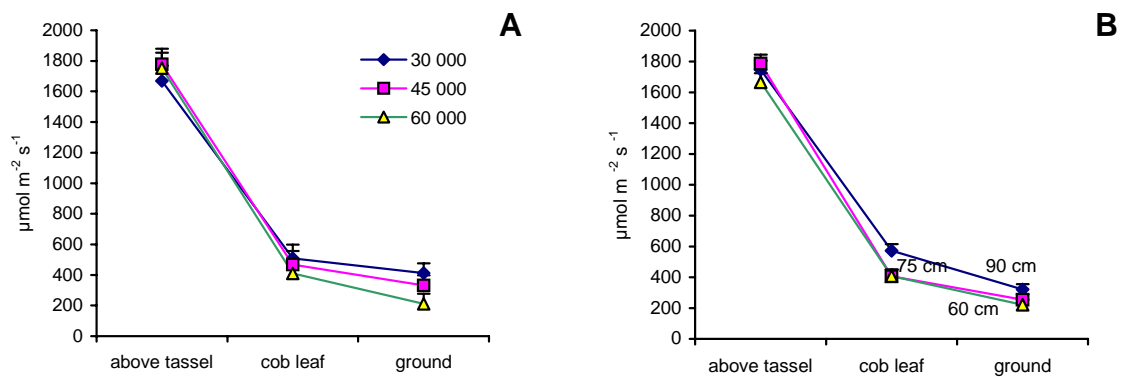 A
2000
1800
1600
1400
1200
1000
800
600
400
200
0
µmol m⁻² s⁻¹
30 000
45 000
60 000
above tassel
cob leaf
ground
B
2000
1800
1600
1400
1200
1000
800
600
400
200
0
µmol m⁻² s⁻¹
75 cm
90 cm
60 cm
above tassel
cob leaf
ground